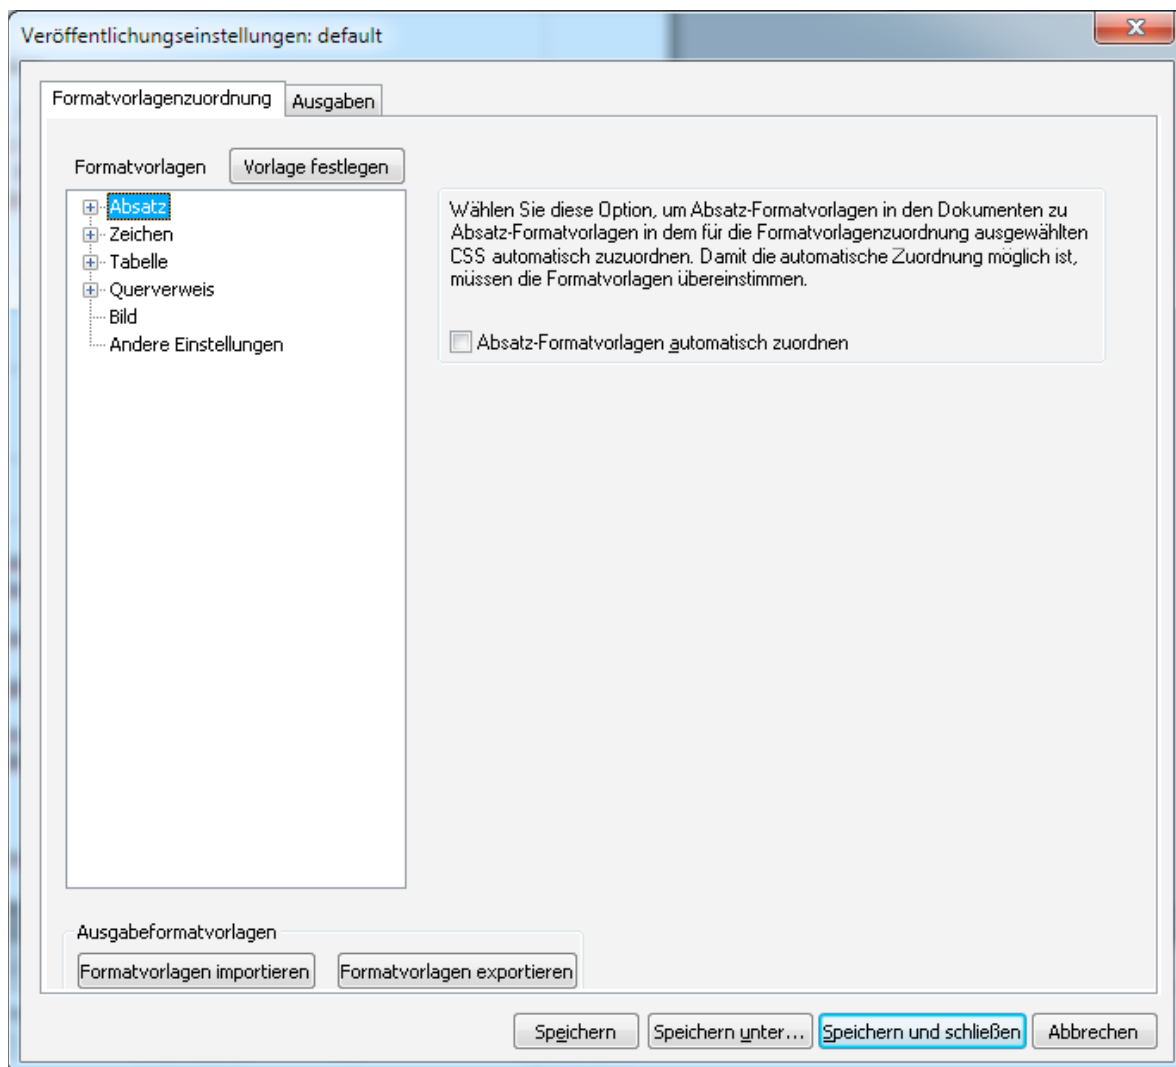 Veröffentlichungseinstellungen: default
Formatvorlagenzuordnung
Ausgaben
Formatvorlagen
Vorlage festlegen
Absatz
Zeichen
Tabelle
Querverweis
Bild
Andere Einstellungen
Wählen Sie diese Option, um Absatz-Formatvorlagen in den Dokumenten zu
Absatz-Formatvorlagen in dem für die Formatvorlagenzuordnung ausgewählten
CSS automatisch zuzuordnen. Damit die automatische Zuordnung möglich ist,
müssen die Formatvorlagen übereinstimmen.
Absatz-Formatvorlagen automatisch zuordnen
Ausgabeformatvorlagen
Formatvorlagen importieren
Formatvorlagen exportieren
Speichern
Speichern unter...
Speichern und schließen
Abbrechen